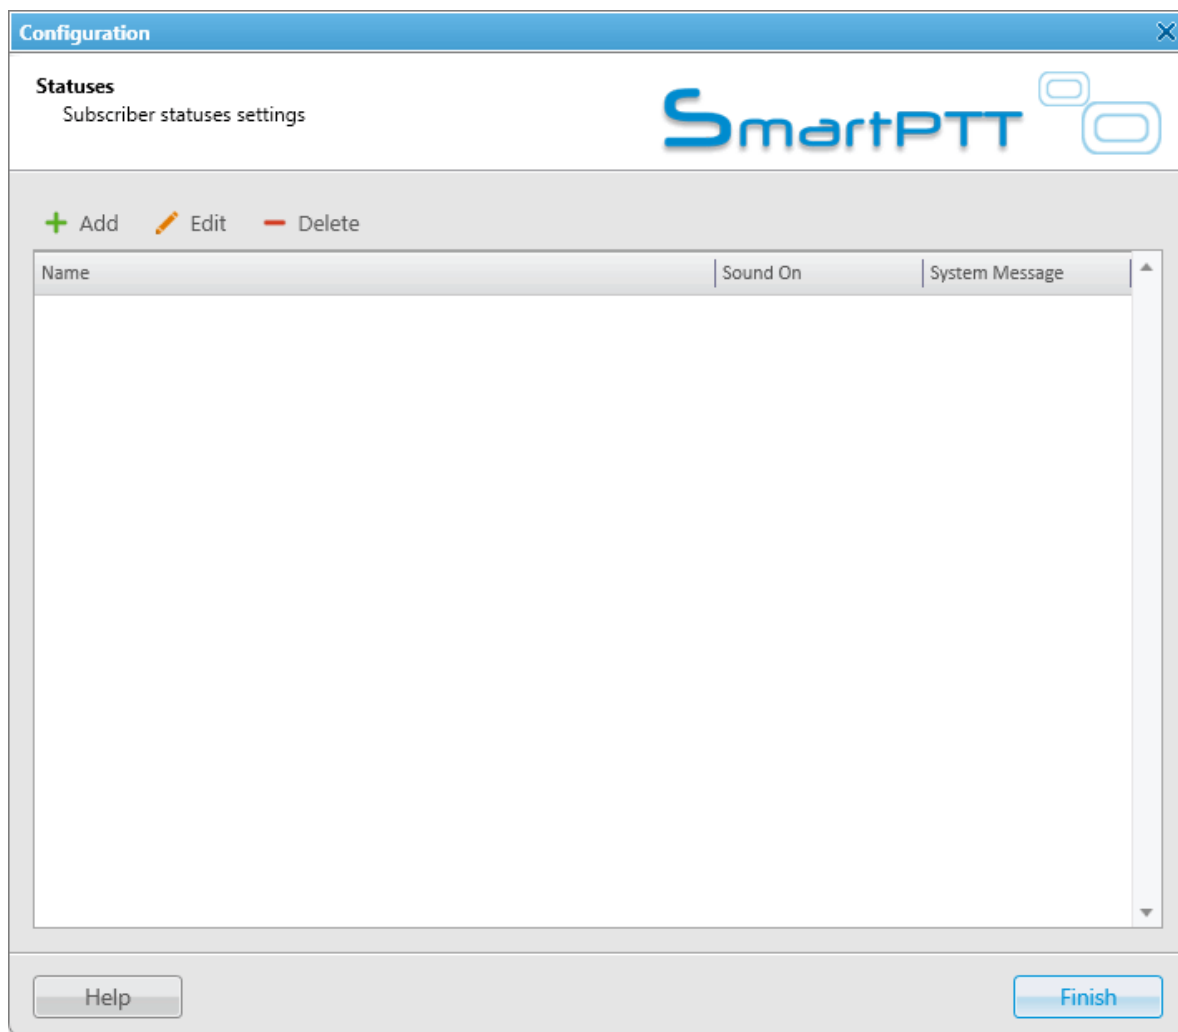 Configuration
Statuses
Subscriber statuses settings
SmartPTT
Add Edit Delete
Name Sound On System Message
Help Finish